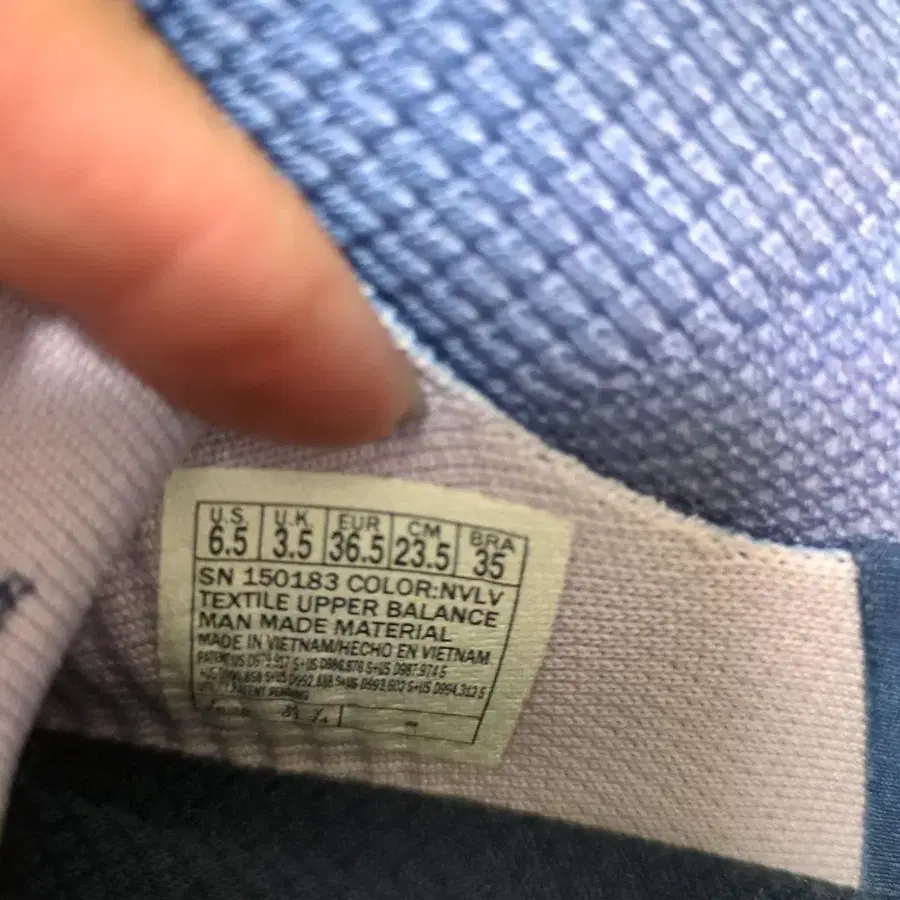 U.S. U.K. EUR CM BRA
6.5 3.5 36.5 23.5 35
SN 150183 COLOR:NVLV
TEXTILE UPPER BALANCE
MAN MADE MATERIAL
MADE IN VIETNAM/HECHO EN VIETNAM